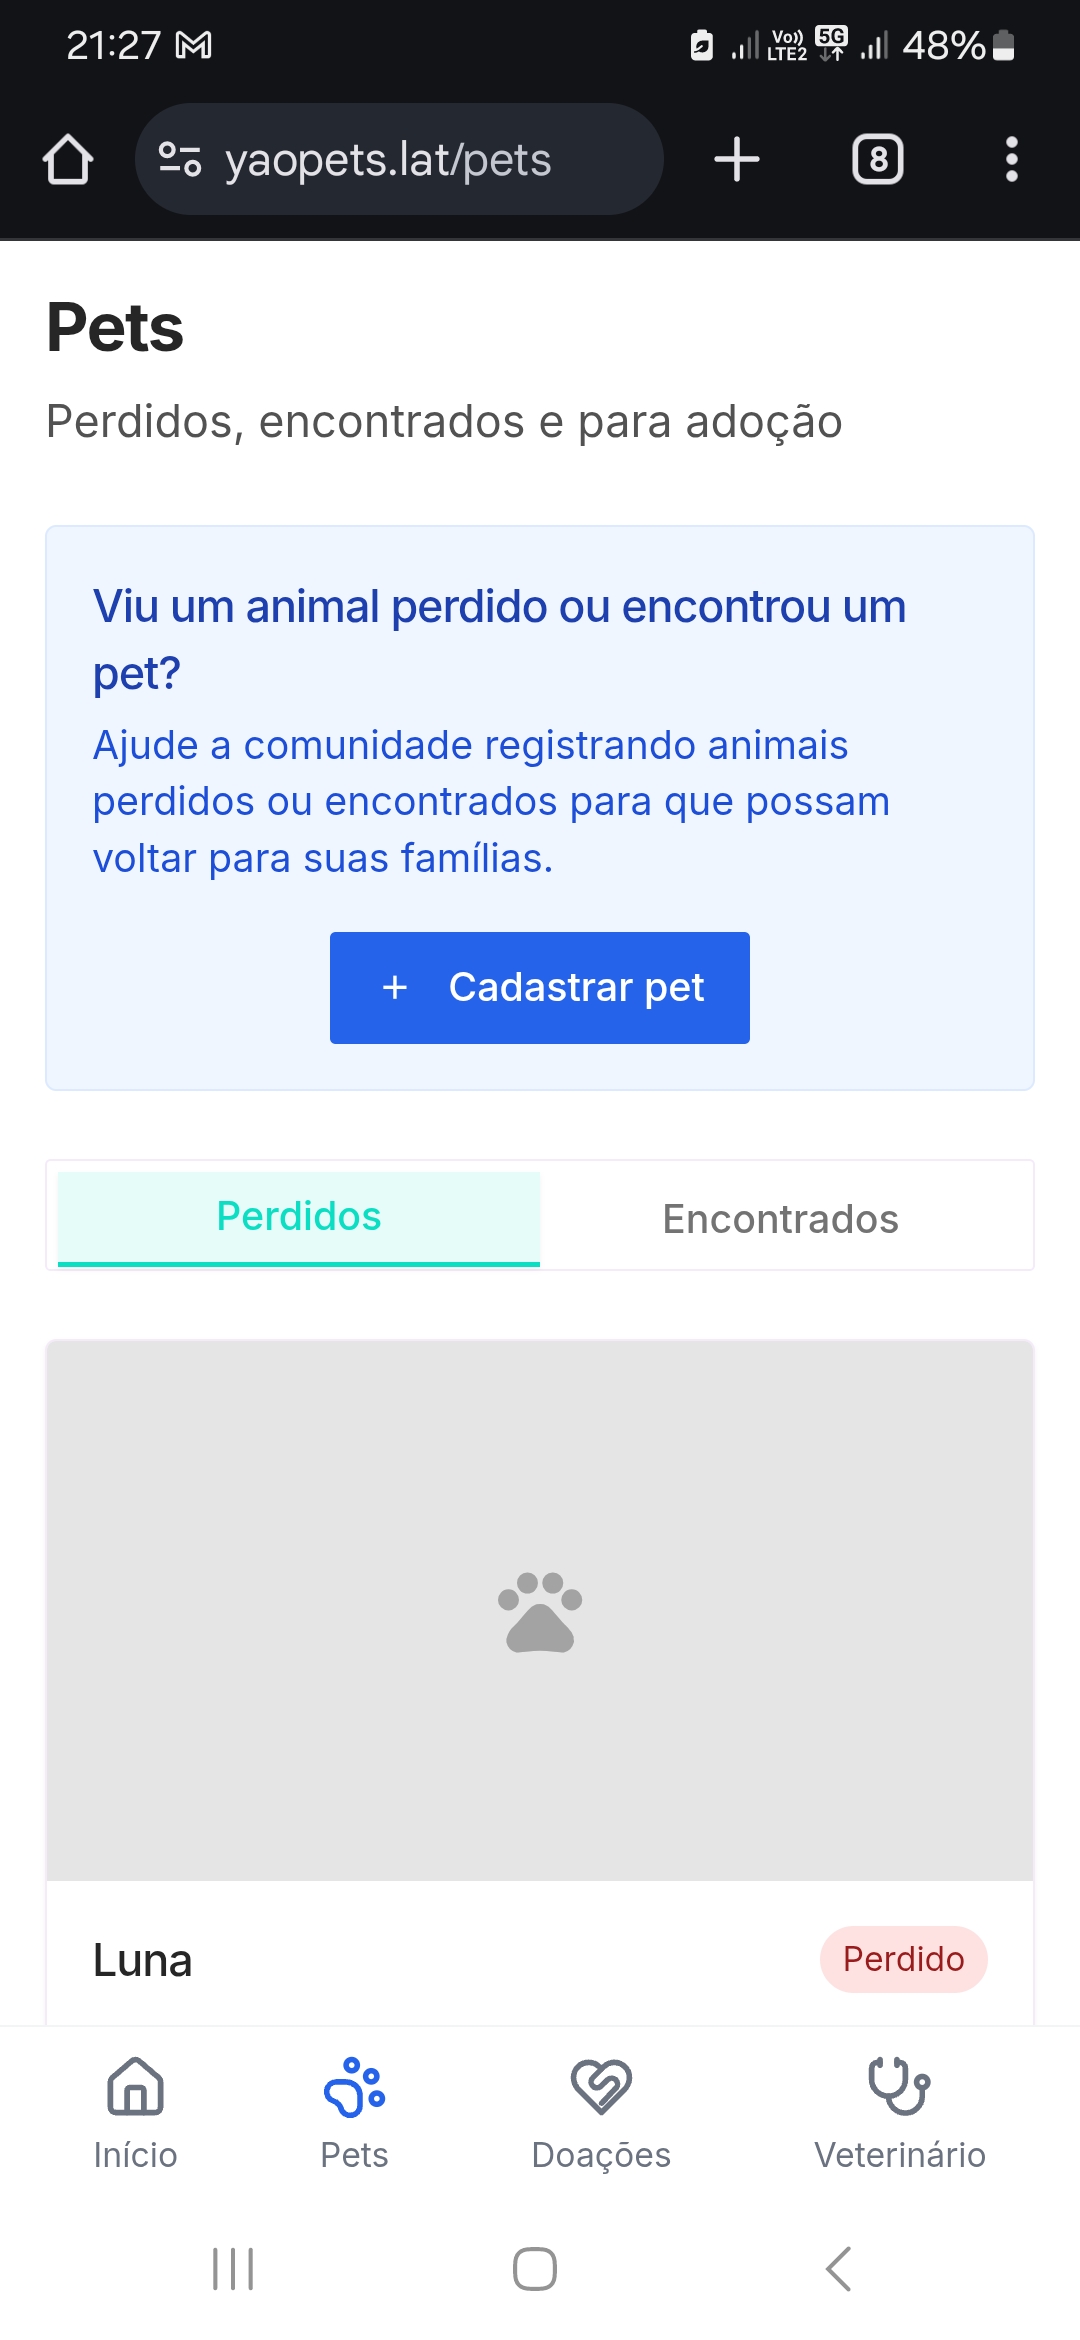 21:27
Vo)) LTE2 5G 48%
yaopets.lat/pets
8
Pets
Perdidos, encontrados e para adoção
Viu um animal perdido ou encontrou um
pet?
Ajude a comunidade registrando animais
perdidos ou encontrados para que possam
voltar para suas famílias.
+ Cadastrar pet
Perdidos
Encontrados
Luna
Perdido
Início
Pets
Doações
Veterinário